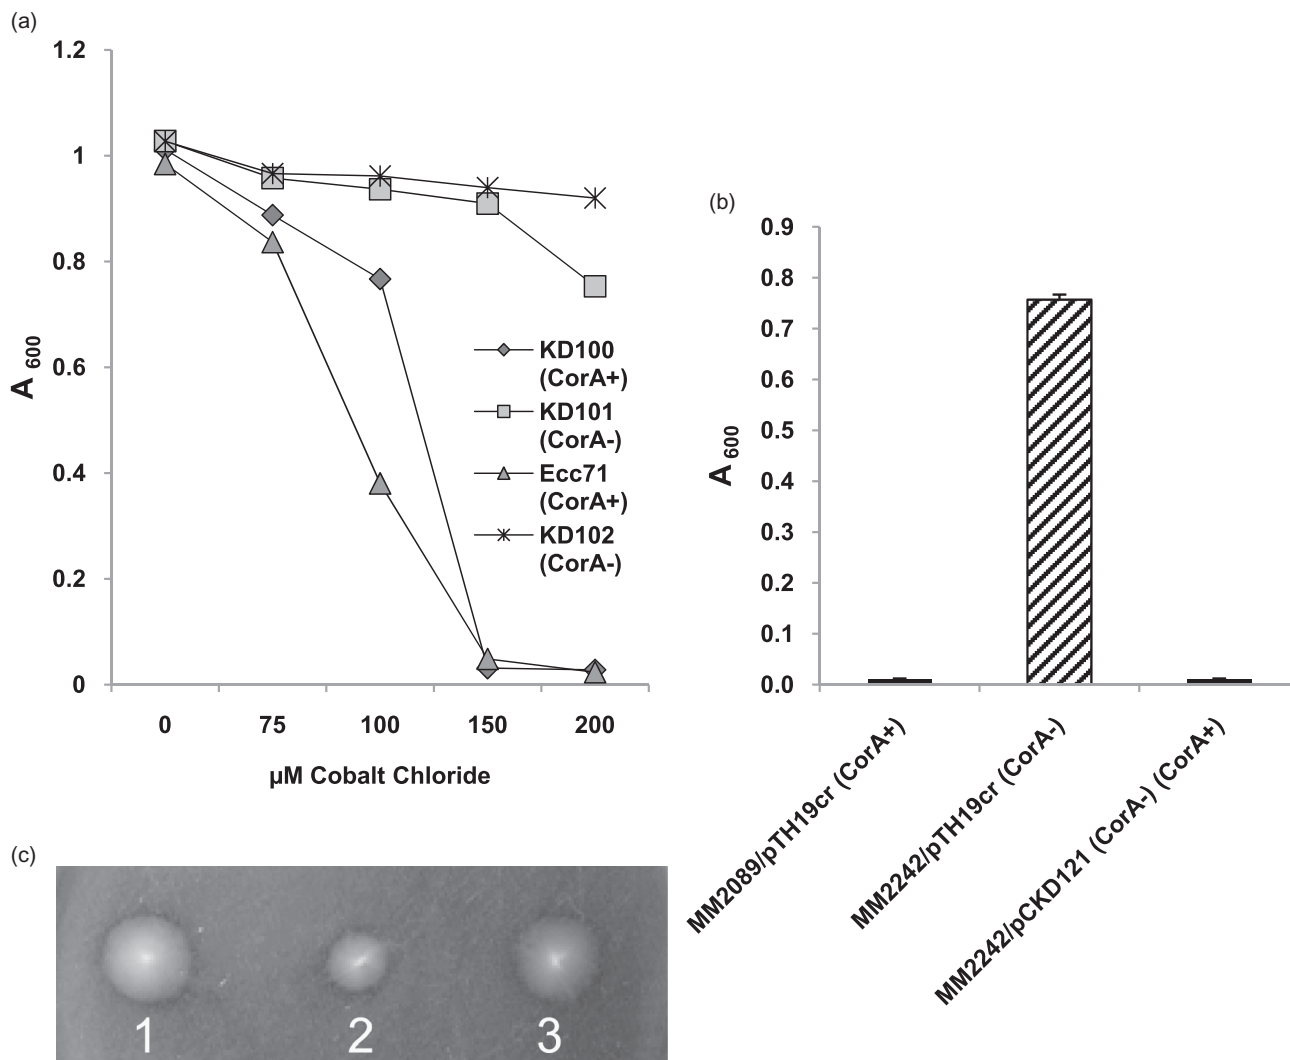 (a)
1.2
1
0.8
0.6
0.4
0.2
0
A 600
0 75 100 150 200
µM Cobalt Chloride
KD100
(CorA+)
KD101
(CorA-)
Ecc71
(CorA+)
KD102
(CorA-)
(b)
0.9
0.8
0.7
0.6
0.5
0.4
0.3
0.2
0.1
0.0
A 600
MM2089/pTH19cr (CorA+)
MM2242/pTH19cr (CorA-)
MM2242/pCKD121 (CorA-) (CorA+)
(c)
1 2 3